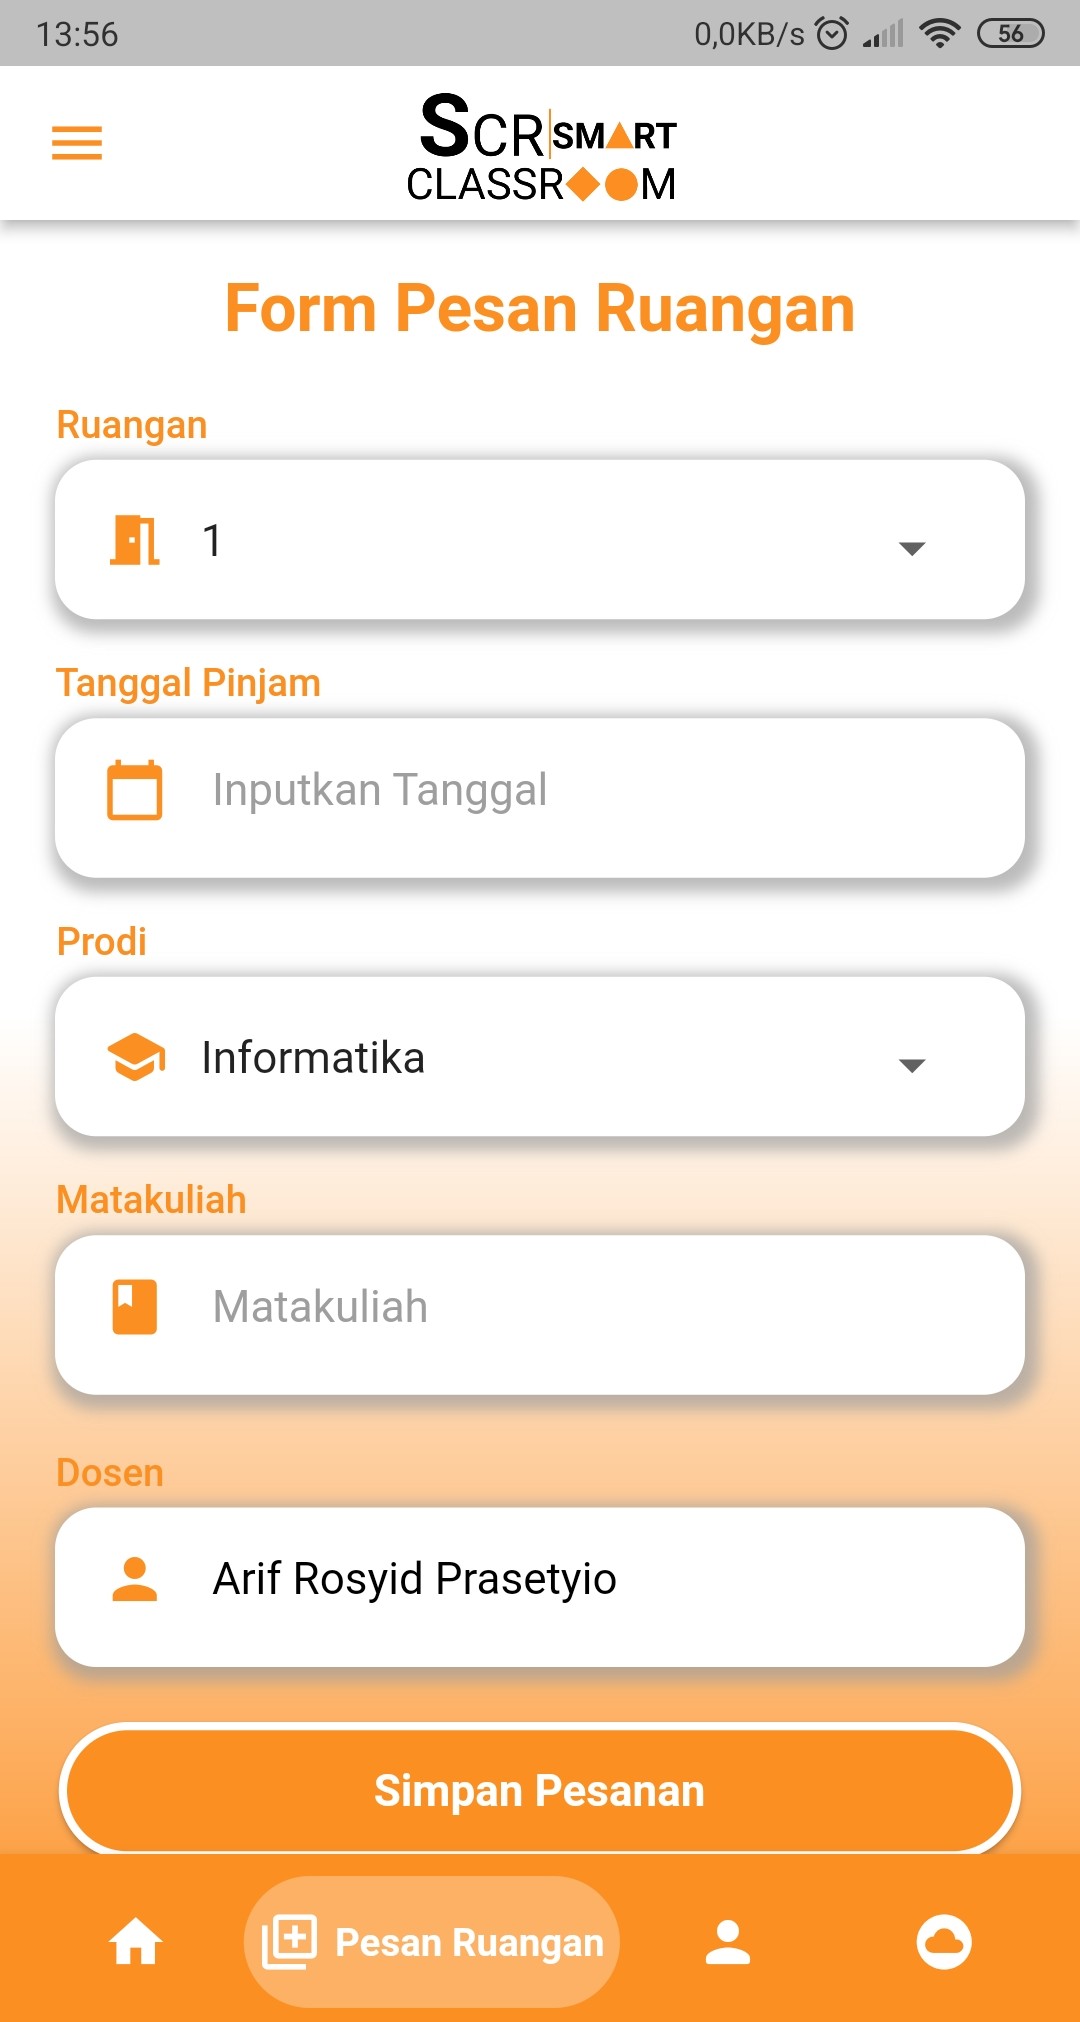 13:56
0,0KB/s
56
SCR SMART
CLASSROOM
Form Pesan Ruangan
Ruangan
1
Tanggal Pinjam
Inputkan Tanggal
Prodi
Informatika
Matakuliah
Matakuliah
Dosen
Arif Rosyid Prasetyio
Simpan Pesanan
Pesan Ruangan